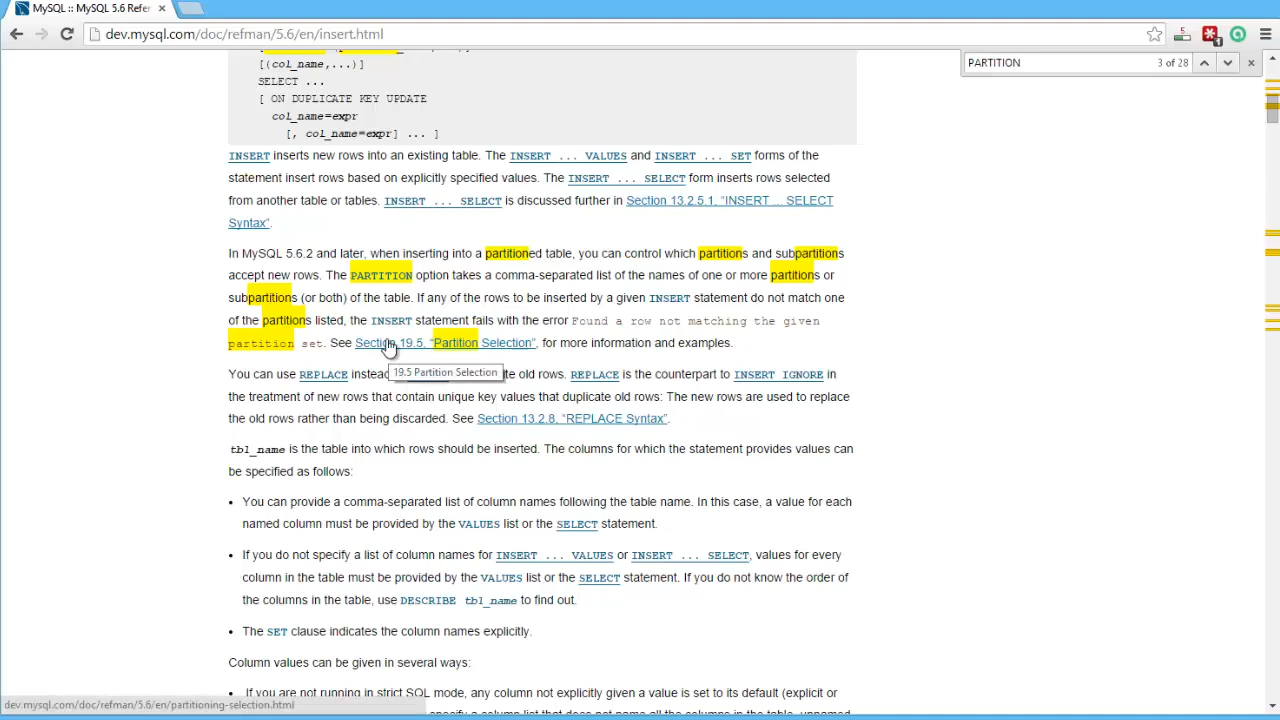 MySQL :: MySQL 5.6 Refer
dev.mysql.com/doc/refman/5.6/en/insert.html
5
1
PARTITION
3 of 28
[(col_name,...)]
SELECT ...
[ ON DUPLICATE KEY UPDATE
col_name=expr
[, col_name=expr] ... ]
INSERT inserts new rows into an existing table. The INSERT ... VALUES and INSERT ... SET forms of the
statement insert rows based on explicitly specified values. The INSERT ... SELECT form inserts rows selected
from another table or tables. INSERT ... SELECT is discussed further in Section 13.2.5.1, “INSERT ... SELECT
Syntax”.
In MySQL 5.6.2 and later, when inserting into a partitioned table, you can control which partitions and subpartitions
accept new rows. The PARTITION option takes a comma-separated list of the names of one or more partitions or
subpartitions (or both) of the table. If any of the rows to be inserted by a given INSERT statement do not match one
of the partitions listed, the INSERT statement fails with the error Found a row not matching the given
partition set. See Section 19.5, “Partition Selection”, for more information and examples.
19.5 Partition Selection
You can use REPLACE instead ite old rows. REPLACE is the counterpart to INSERT IGNORE in
the treatment of new rows that contain unique key values that duplicate old rows: The new rows are used to replace
the old rows rather than being discarded. See Section 13.2.8, “REPLACE Syntax”.
tbl_name is the table into which rows should be inserted. The columns for which the statement provides values can
be specified as follows:
• You can provide a comma-separated list of column names following the table name. In this case, a value for each
named column must be provided by the VALUES list or the SELECT statement.
• If you do not specify a list of column names for INSERT ... VALUES or INSERT ... SELECT, values for every
column in the table must be provided by the VALUES list or the SELECT statement. If you do not know the order of
the columns in the table, use DESCRIBE tbl_name to find out.
• The SET clause indicates the column names explicitly.
Column values can be given in several ways:
• If you are not running in strict SQL mode, any column not explicitly given a value is set to its default (explicit or
dev.mysql.com/doc/refman/5.6/en/partitioning-selection.html